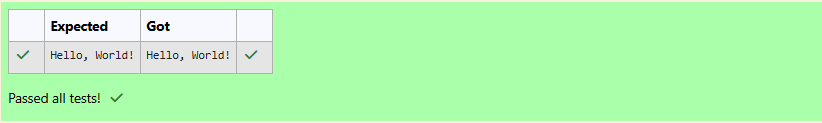 Expected Got
Hello, World! Hello, World!
Passed all tests!